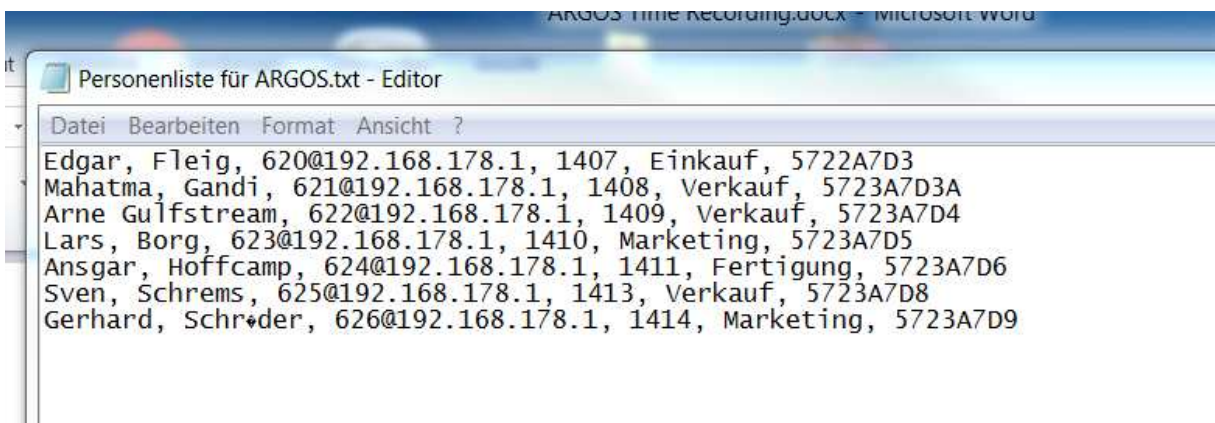 ARGOS Time Recording.docx - Microsoft Word
Personenliste für ARGOS.txt - Editor
Datei Bearbeiten Format Ansicht ?
Edgar, Fleig, 620@192.168.178.1, 1407, Einkauf, 5722A7D3
Mahatma, Gandi, 621@192.168.178.1, 1408, Verkauf, 5723A7D3A
Arne Gulfstream, 622@192.168.178.1, 1409, Verkauf, 5723A7D4
Lars, Borg, 623@192.168.178.1, 1410, Marketing, 5723A7D5
Ansgar, Hoffcamp, 624@192.168.178.1, 1411, Fertigung, 5723A7D6
Sven, Schrems, 625@192.168.178.1, 1413, Verkauf, 5723A7D8
Gerhard, Schr�der, 626@192.168.178.1, 1414, Marketing, 5723A7D9